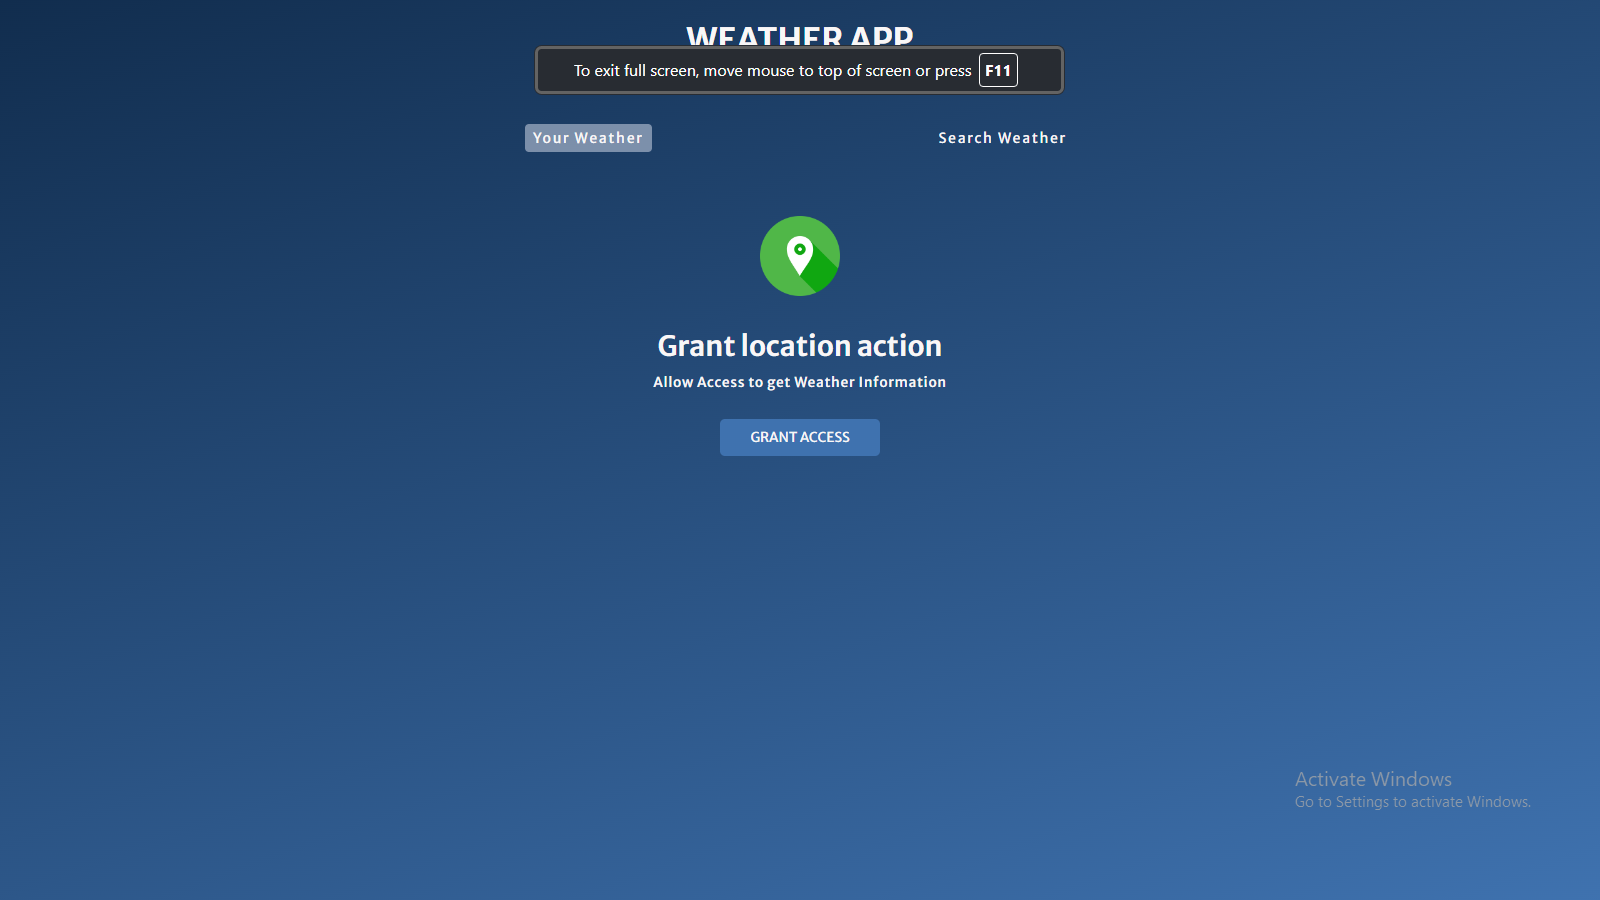 WEATHER APP
To exit full screen, move mouse to top of screen or press F11
Your Weather
Search Weather
Grant location action
Allow Access to get Weather Information
GRANT ACCESS
Activate Windows
Go to Settings to activate Windows.